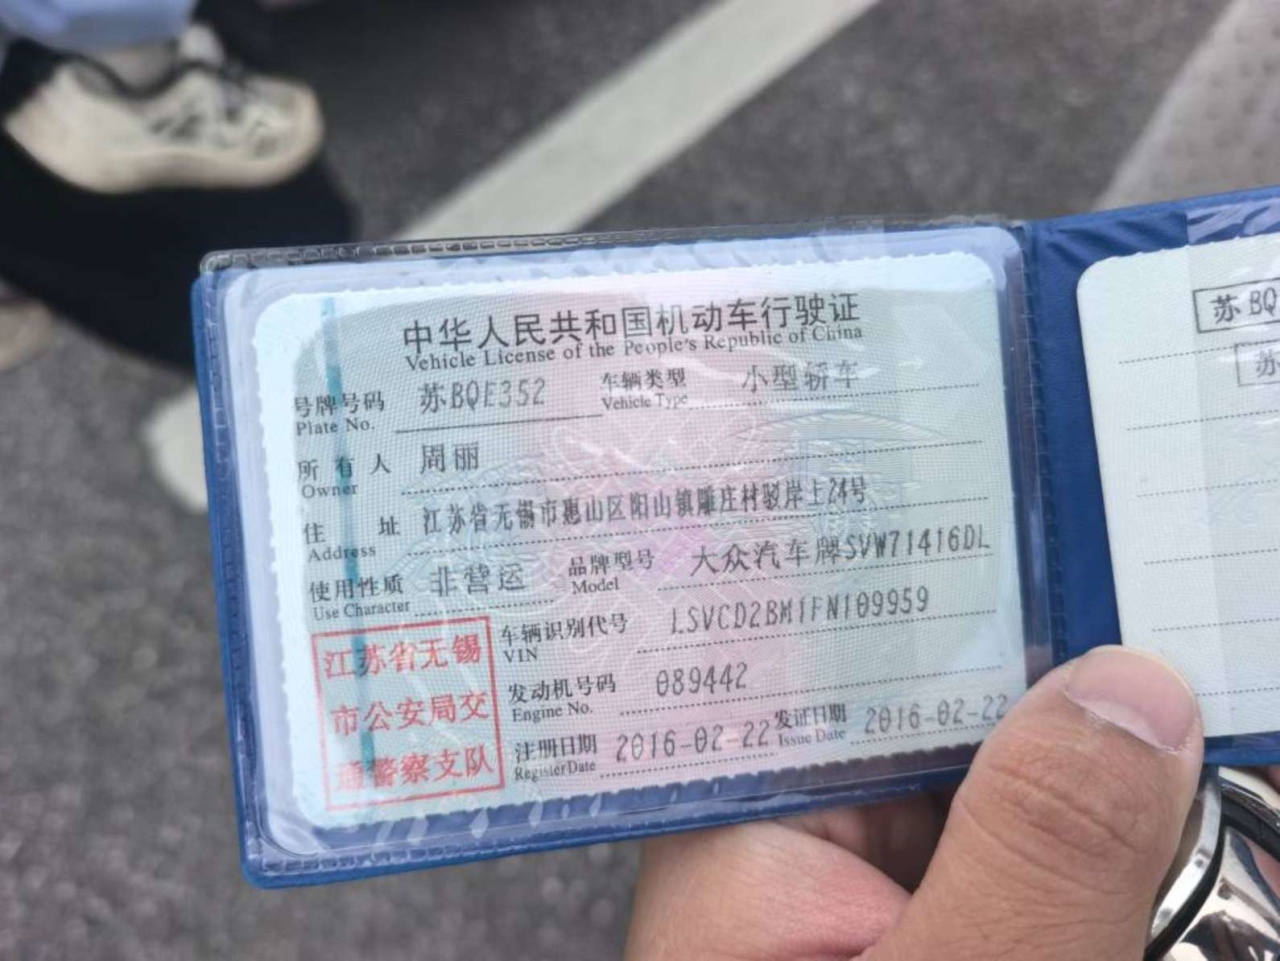 中华人民共和国机动车行驶证
Vehicle License of the People's Republic of China
号牌号码 苏BQE352 车辆类型 小型轿车
Plate No. Vehicle Type
所有人 周丽
Owner
住址 江苏省无锡市惠山区阳山镇雕庄村驳岸上24号
Address
使用性质 非营运 品牌型号 大众汽车牌SVW71416DL
Use Character Model
江苏省无锡
市公安局交
通警察支队
车辆识别代号 LSVCD2BM1FN109959
VIN
发动机号码 089442
Engine No.
注册日期 2016-02-22 发证日期 2016-02-22
Register Date Issue Date
苏BQ
苏